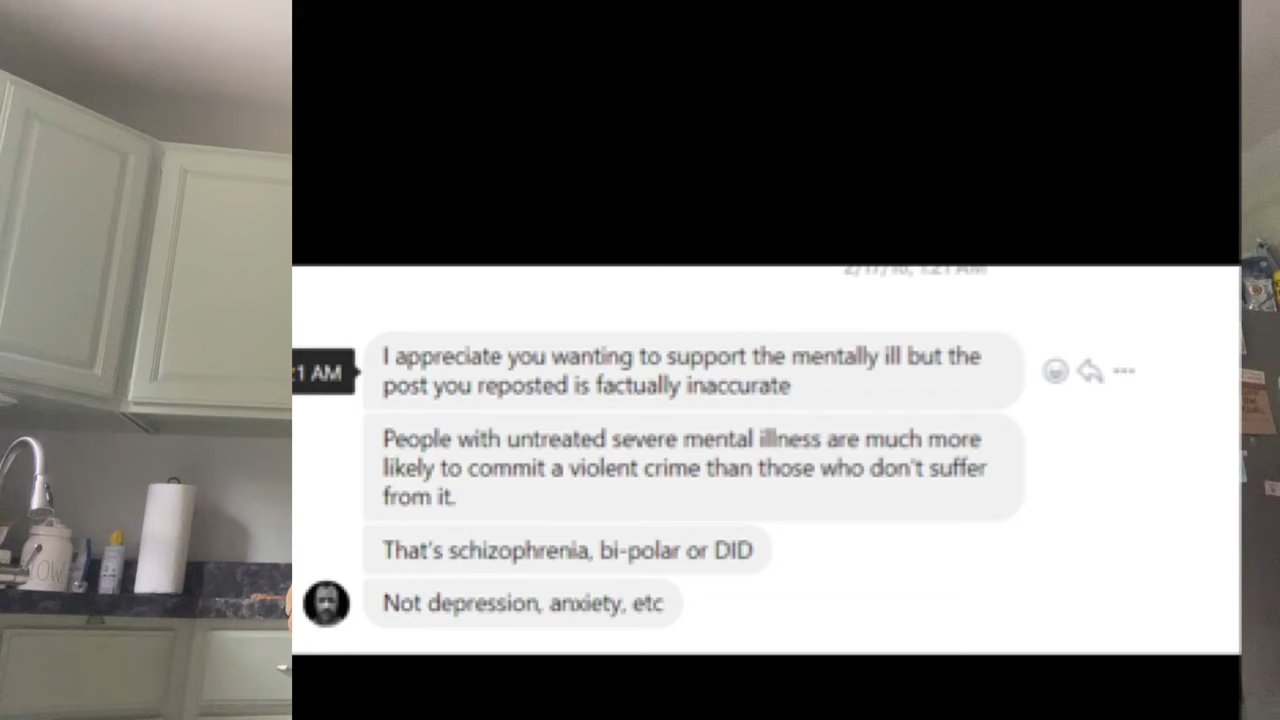 1 AM
I appreciate you wanting to support the mentally ill but the
post you reposted is factually inaccurate
People with untreated severe mental illness are much more
likely to commit a violent crime than those who don't suffer
from it.
That's schizophrenia, bi-polar or DID
Not depression, anxiety, etc